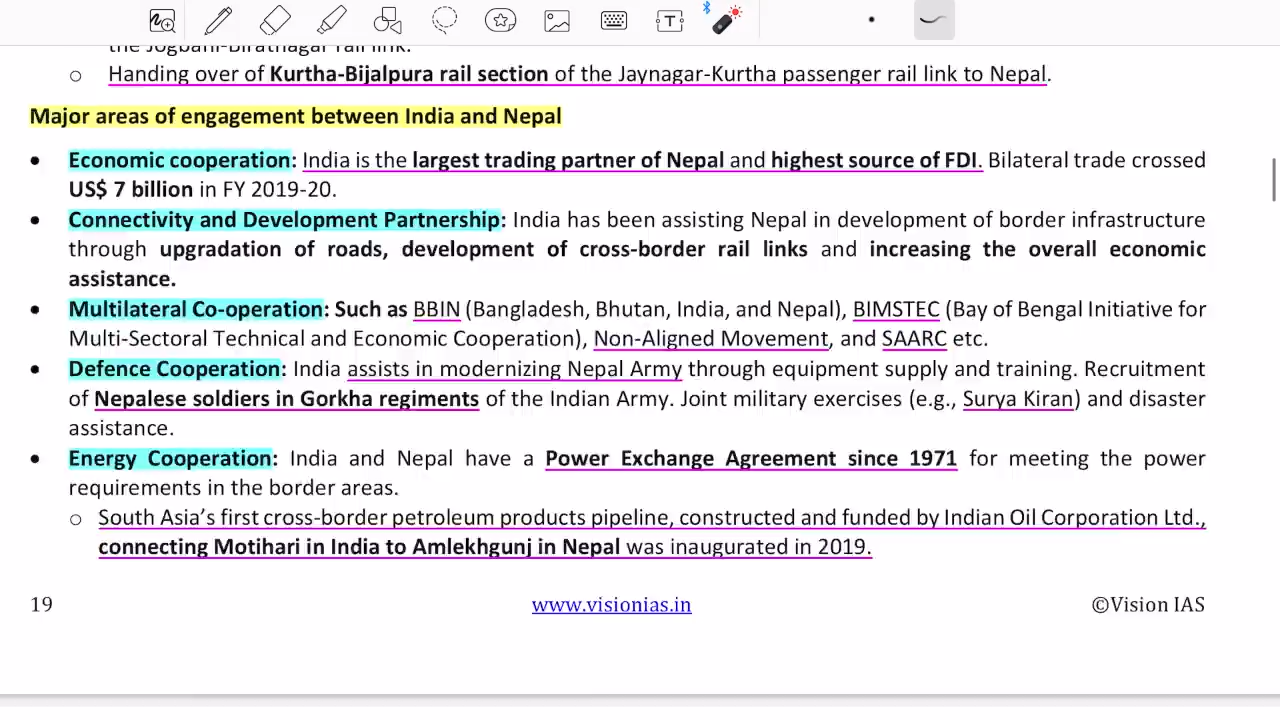 the Jogbani-Biratnagar rail link.
o Handing over of Kurtha-Bijalpura rail section of the Jaynagar-Kurtha passenger rail link to Nepal.
Major areas of engagement between India and Nepal
• Economic cooperation: India is the largest trading partner of Nepal and highest source of FDI. Bilateral trade crossed
US$ 7 billion in FY 2019-20.
• Connectivity and Development Partnership: India has been assisting Nepal in development of border infrastructure
through upgradation of roads, development of cross-border rail links and increasing the overall economic
assistance.
• Multilateral Co-operation: Such as BBIN (Bangladesh, Bhutan, India, and Nepal), BIMSTEC (Bay of Bengal Initiative for
Multi-Sectoral Technical and Economic Cooperation), Non-Aligned Movement, and SAARC etc.
• Defence Cooperation: India assists in modernizing Nepal Army through equipment supply and training. Recruitment
of Nepalese soldiers in Gorkha regiments of the Indian Army. Joint military exercises (e.g., Surya Kiran) and disaster
assistance.
• Energy Cooperation: India and Nepal have a Power Exchange Agreement since 1971 for meeting the power
requirements in the border areas.
o South Asia's first cross-border petroleum products pipeline, constructed and funded by Indian Oil Corporation Ltd.,
connecting Motihari in India to Amlekhgunj in Nepal was inaugurated in 2019.
19 www.visionias.in ©Vision IAS